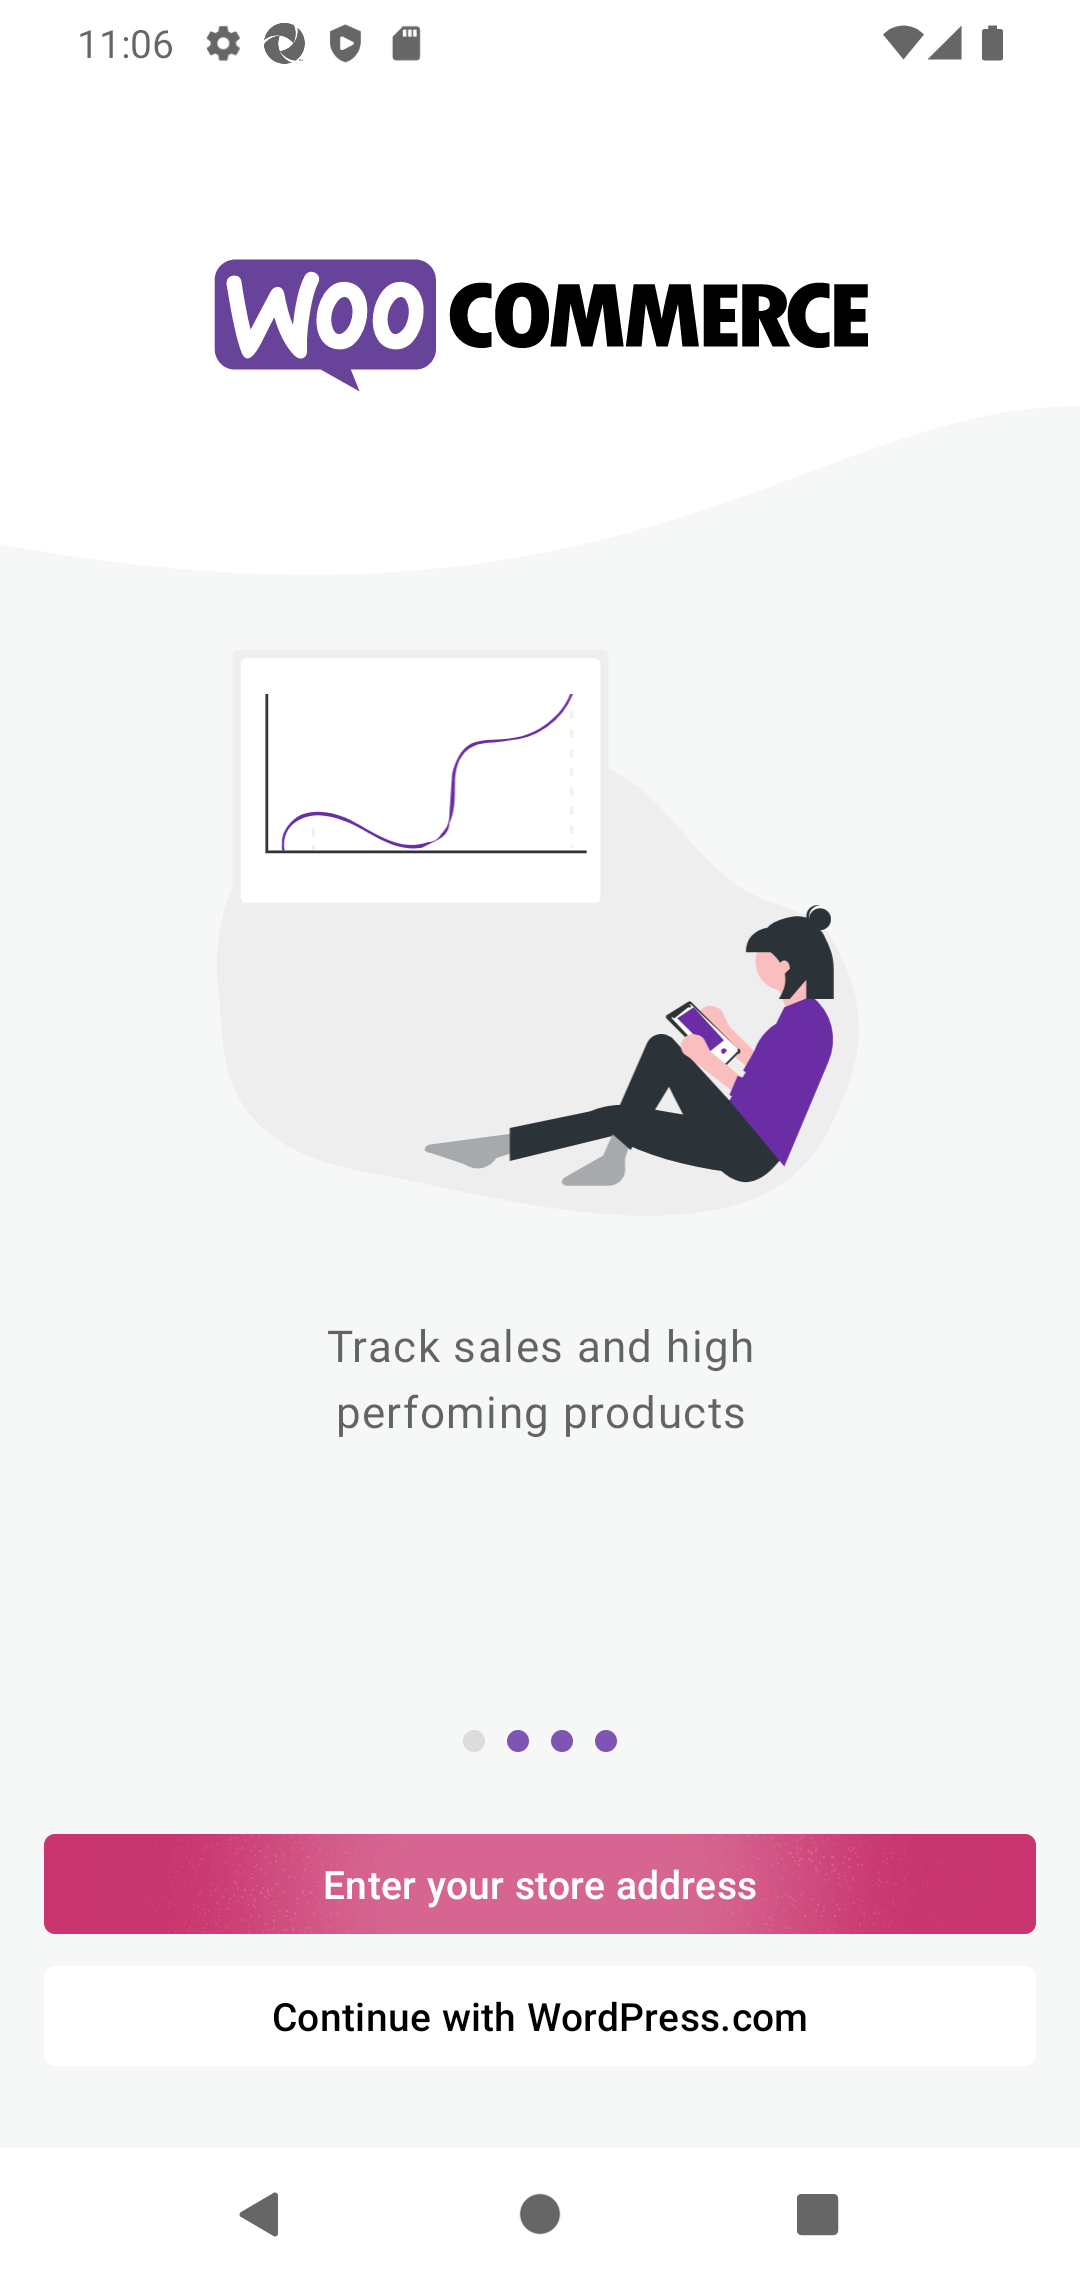 11:06
WOO COMMERCE
Track sales and high
perfoming products
Enter your store address
Continue with WordPress.com